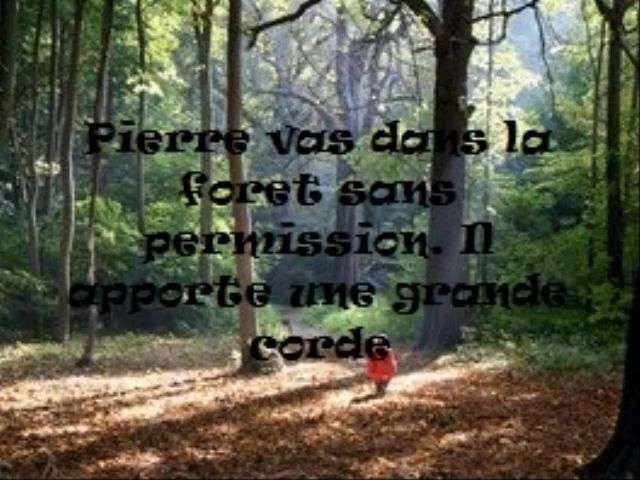 Pierre vas dans la
foret sans
permission. Il
apporte une grande
corde